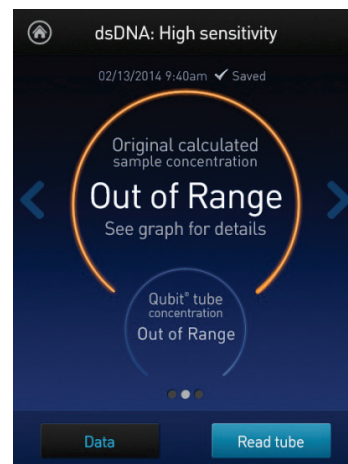 dsDNA: High sensitivity
02/13/2014 9:40am ✔ Saved
Original calculated
sample concentration
Out of Range
See graph for details
Qubit® tube
concentration
Out of Range
Data
Read tube